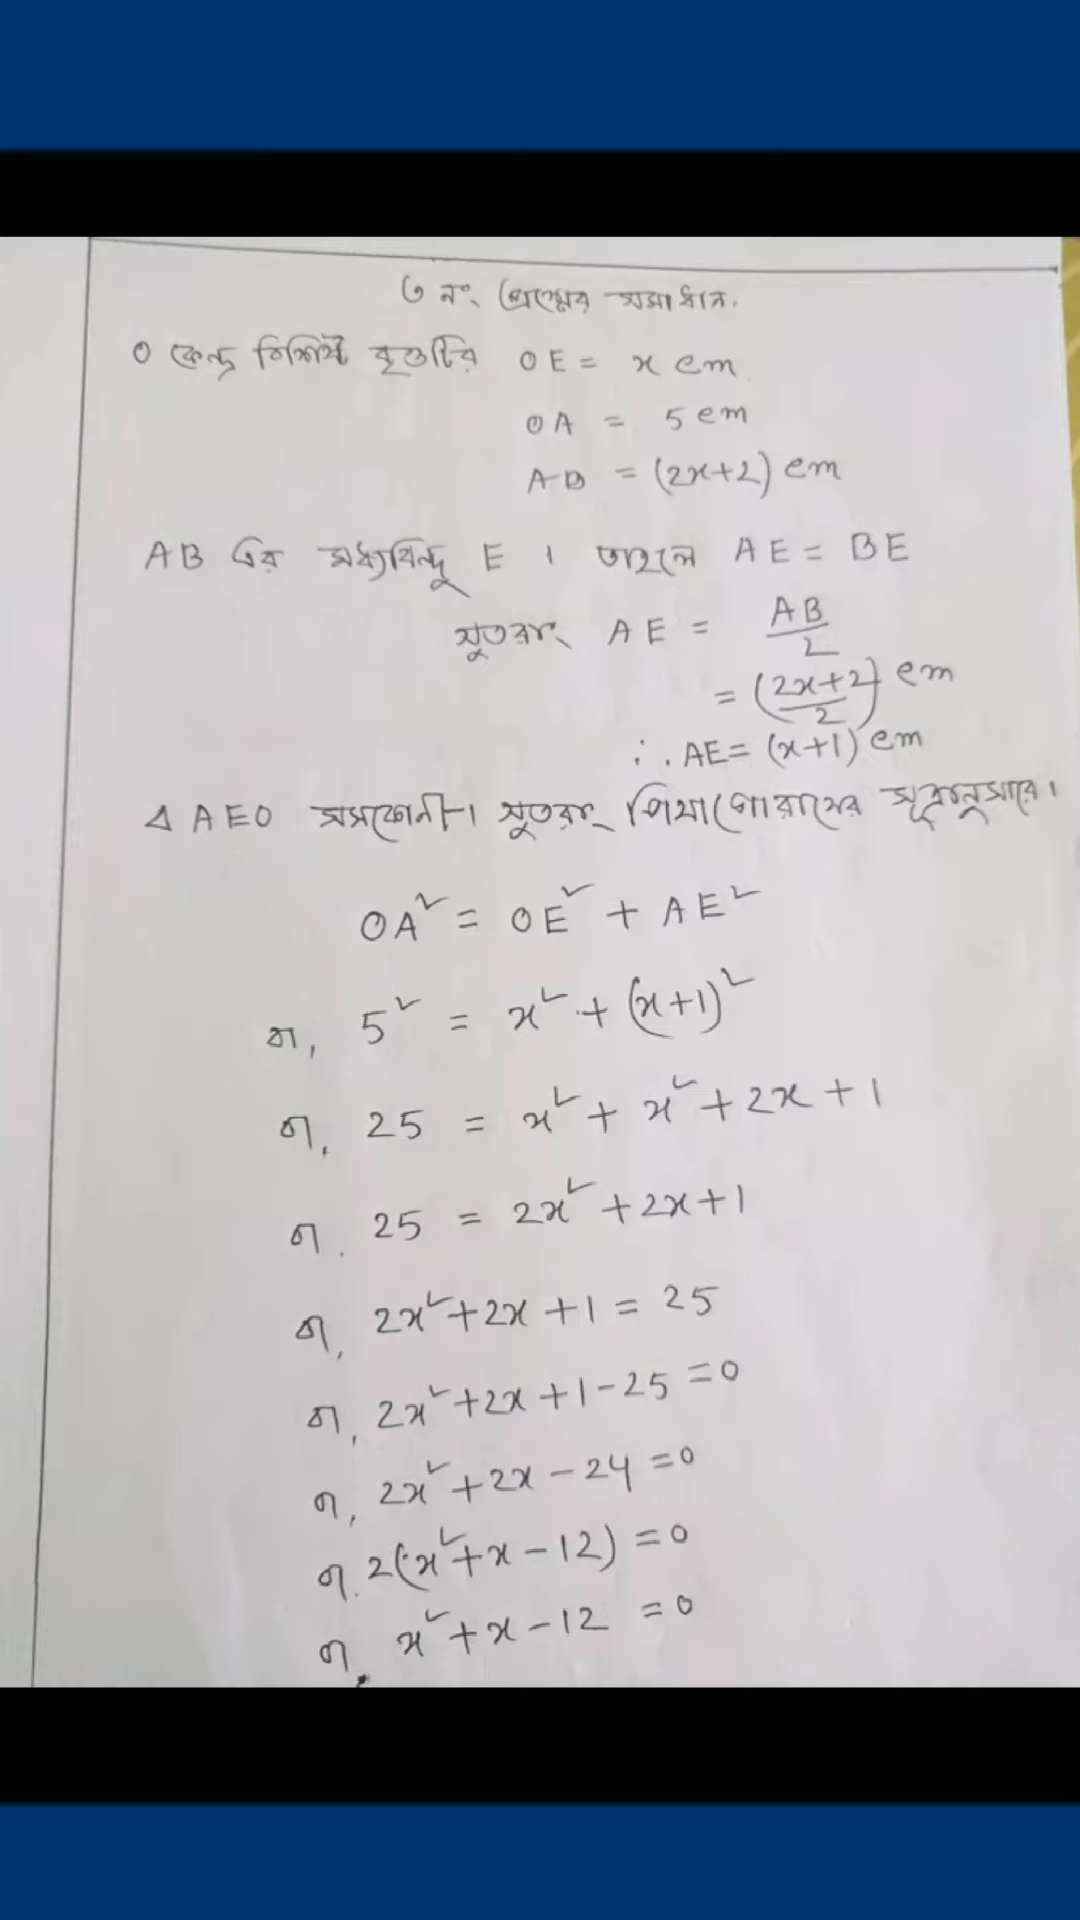 ৩ নং প্রশ্নের সমাধান.
O কেন্দ্র বিশিষ্ট বৃত্তটির OE = x cm
OA = 5 cm
AB = (2x+2) cm
AB এর মধ্যবিন্দু E । তাহলে AE = BE
সুতরাং AE = AB/2
= (2x+2/2) cm
∴ AE = (x+1) cm
Δ AEO সমকোনী। সুতরাং পিথাগোরাসের সূত্রানুসারে।
OA² = OE² + AE²
বা, 5² = x² + (x+1)²
বা, 25 = x² + x² + 2x + 1
বা, 25 = 2x² + 2x + 1
বা, 2x² + 2x + 1 = 25
বা, 2x² + 2x + 1 - 25 = 0
বা, 2x² + 2x - 24 = 0
বা, 2(x² + x - 12) = 0
বা, x² + x - 12 = 0